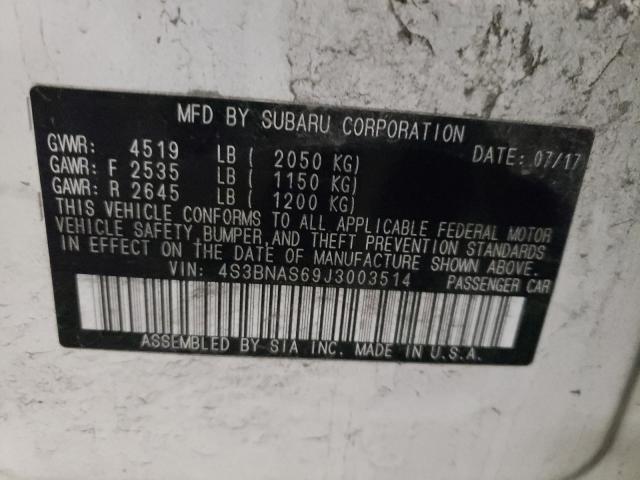 MFD BY SUBARU CORPORATION
GVWR: 4519 LB ( 2050 KG) DATE: 07/17
GAWR: F 2535 LB ( 1150 KG)
GAWR: R 2645 LB ( 1200 KG)
THIS VEHICLE CONFORMS TO ALL APPLICABLE FEDERAL MOTOR
VEHICLE SAFETY, BUMPER, AND THEFT PREVENTION STANDARDS
IN EFFECT ON THE DATE OF MANUFACTURE SHOWN ABOVE.
VIN: 4S3BNAS69J3003514 PASSENGER CAR
ASSEMBLED BY SIA INC. MADE IN U.S.A.